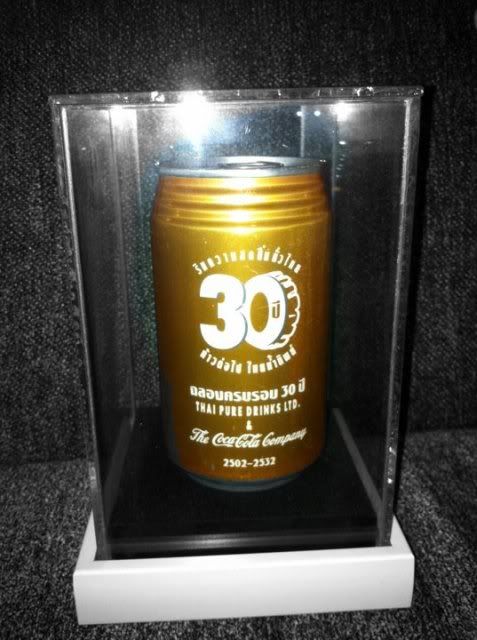 30 ปี
ก้าวต่อไป ไทยน้ำทิพย์
ฉลองครบรอบ 30 ปี
THAI PURE DRINKS LTD.
&
The Coca-Cola Company
2502-2532